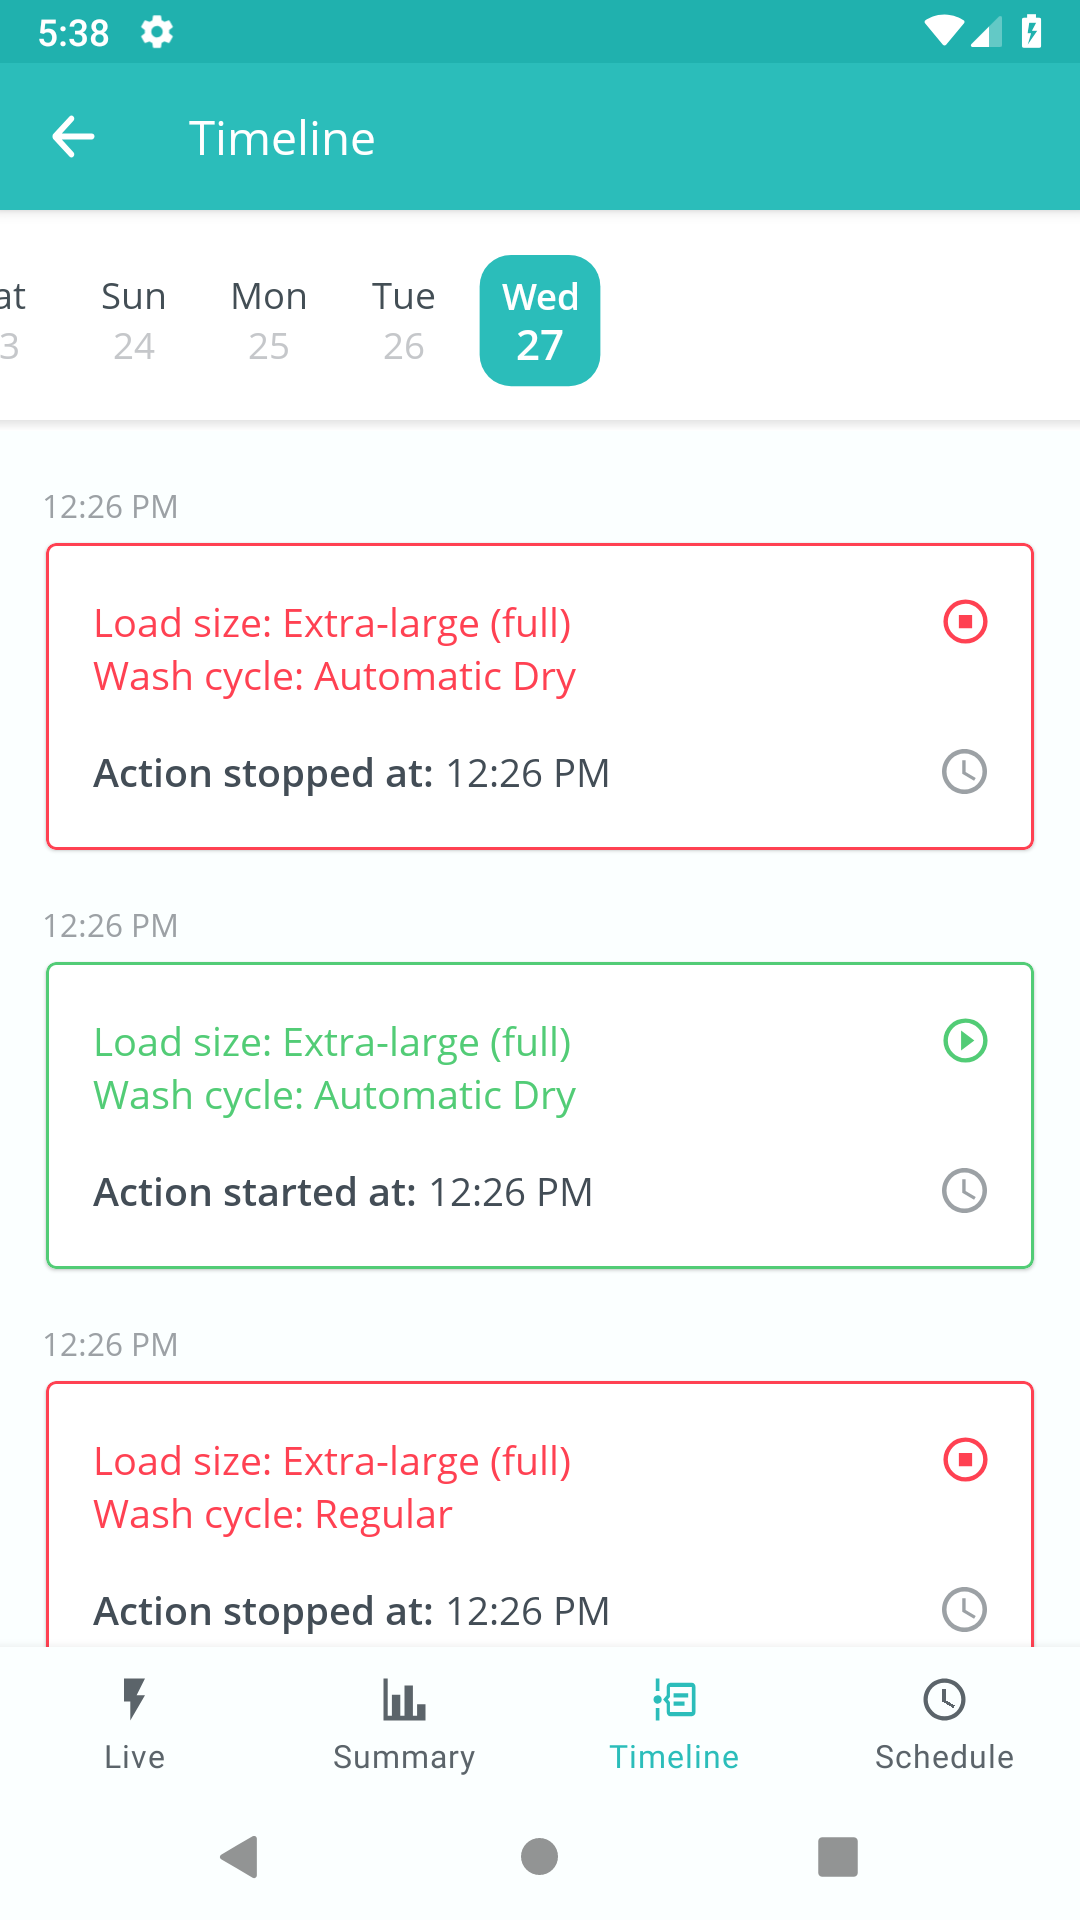 5:38
Timeline
at Sun Mon Tue Wed
3 24 25 26 27
12:26 PM
Load size: Extra-large (full)
Wash cycle: Automatic Dry
Action stopped at: 12:26 PM
12:26 PM
Load size: Extra-large (full)
Wash cycle: Automatic Dry
Action started at: 12:26 PM
12:26 PM
Load size: Extra-large (full)
Wash cycle: Regular
Action stopped at: 12:26 PM
Live Summary Timeline Schedule